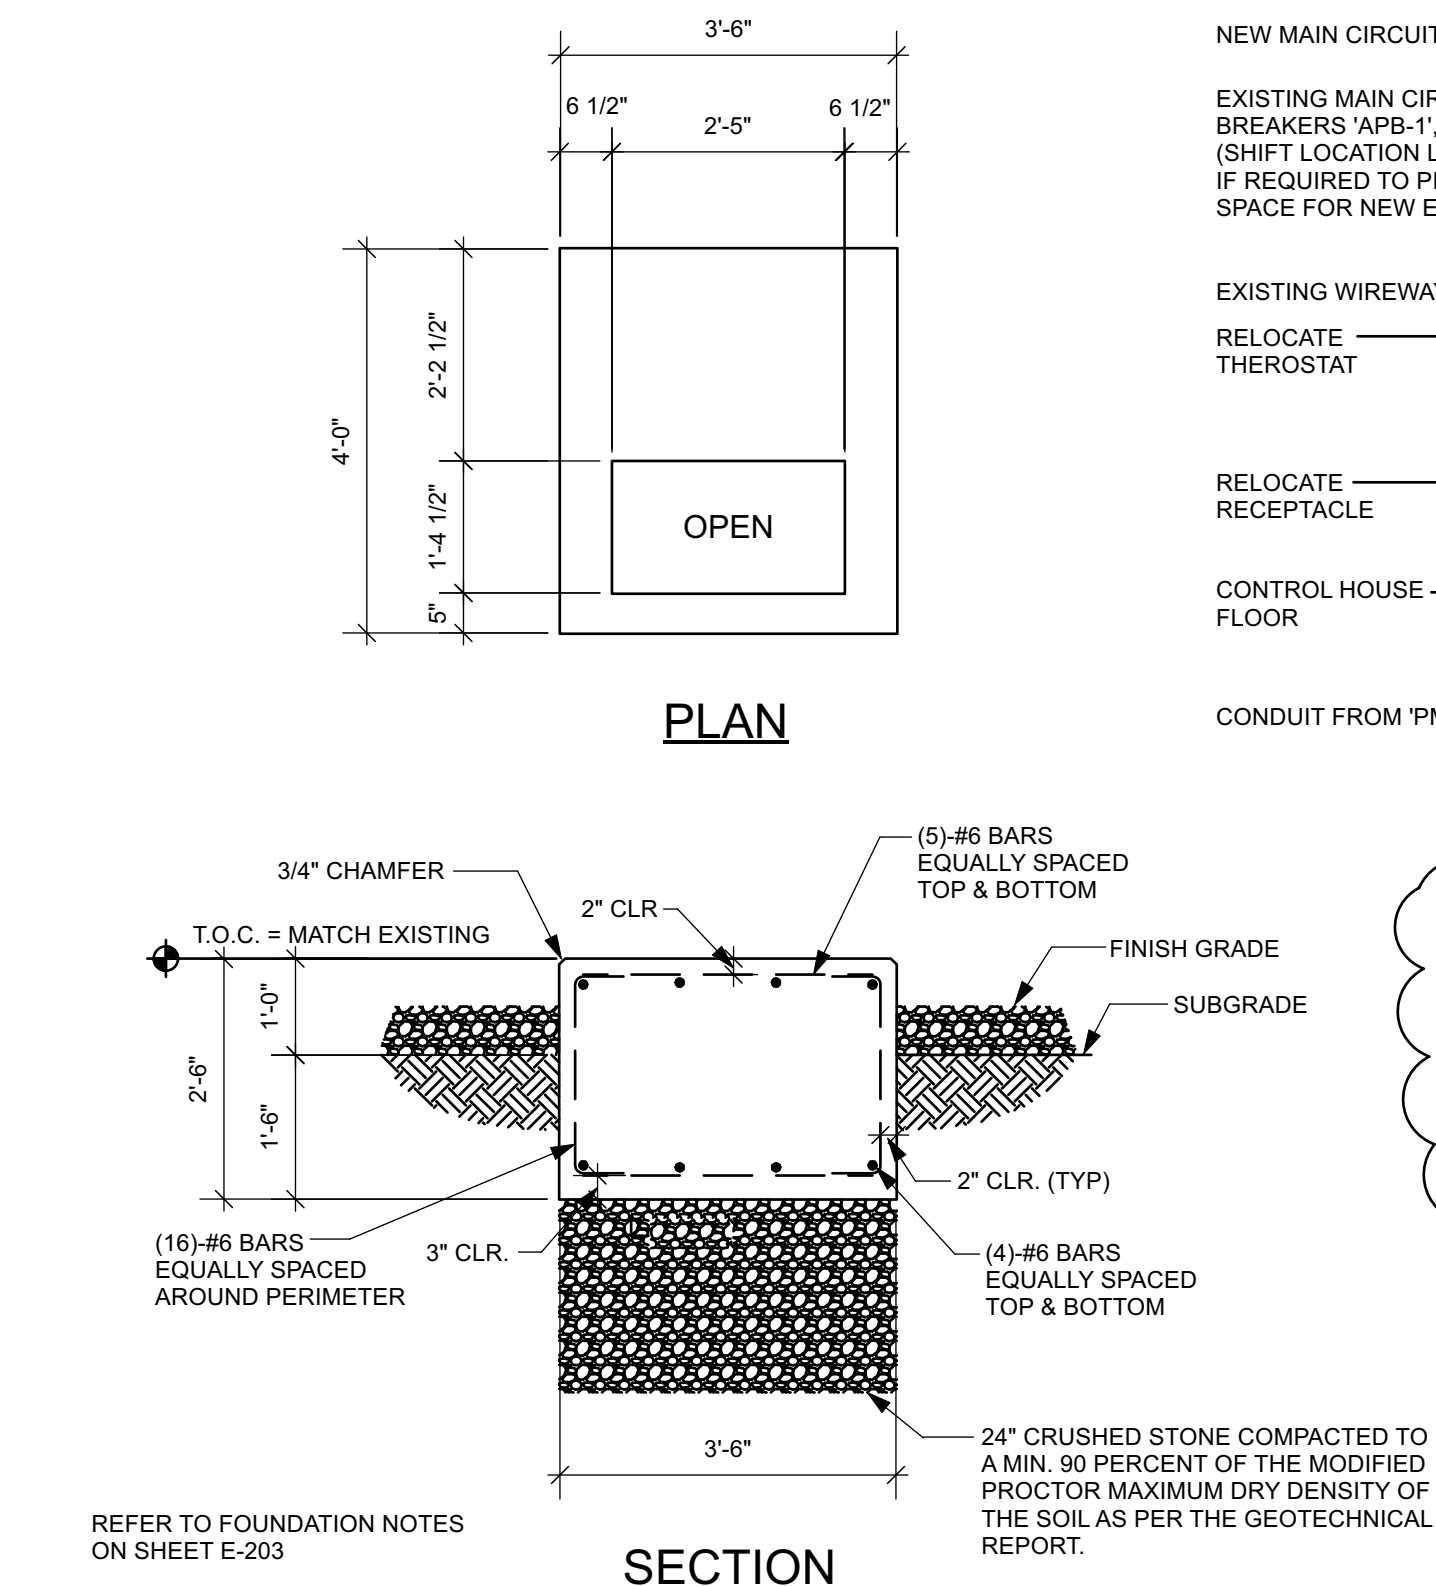 3'-6"
6 1/2"
2'-5"
6 1/2"
4'-0"
2'-2 1/2"
1'-4 1/2"
5"
OPEN
PLAN
NEW MAIN CIRCUIT
EXISTING MAIN
BREAKERS 'APB-1',
(SHIFT LOCATION
IF REQUIRED TO
SPACE FOR NEW
EXISTING WIREWAY
RELOCATE
THEROSTAT
RELOCATE
RECEPTACLE
CONTROL HOUSE
FLOOR
CONDUIT FROM
3/4" CHAMFER
2" CLR
(5)-#6 BARS
EQUALLY SPACED
TOP & BOTTOM
T.O.C. = MATCH EXISTING
FINISH GRADE
SUBGRADE
1'-0"
2'-6"
1'-6"
2" CLR. (TYP)
(16)-#6 BARS
EQUALLY SPACED
AROUND PERIMETER
3" CLR.
(4)-#6 BARS
EQUALLY SPACED
TOP & BOTTOM
3'-6"
24" CRUSHED STONE COMPACTED TO
A MIN. 90 PERCENT OF THE MODIFIED
PROCTOR MAXIMUM DRY DENSITY OF
THE SOIL AS PER THE GEOTECHNICAL
REPORT.
REFER TO FOUNDATION NOTES
ON SHEET E-203
SECTION